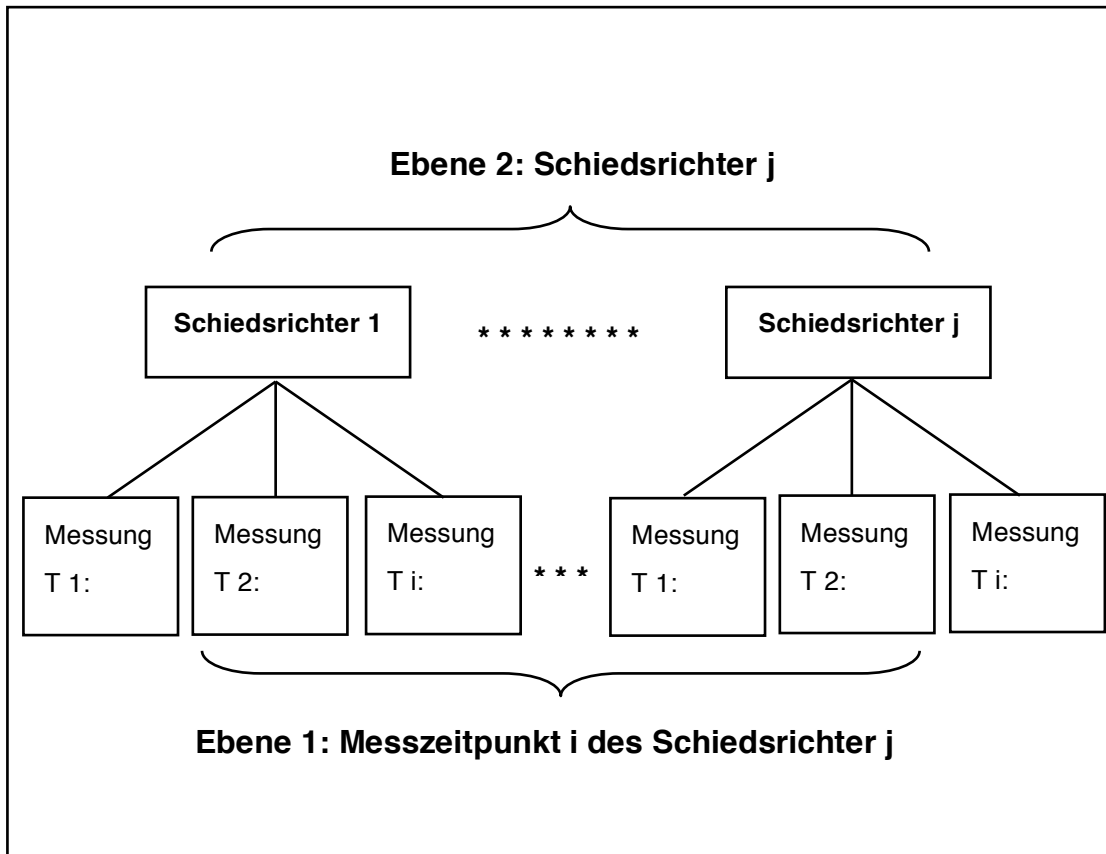 Ebene 2: Schiedsrichter j
Schiedsrichter 1
* * * * * * * *
Schiedsrichter j
Messung
T 1:
Messung
T 2:
Messung
T i:
* * *
Messung
T 1:
Messung
T 2:
Messung
T i:
Ebene 1: Messzeitpunkt i des Schiedsrichter j